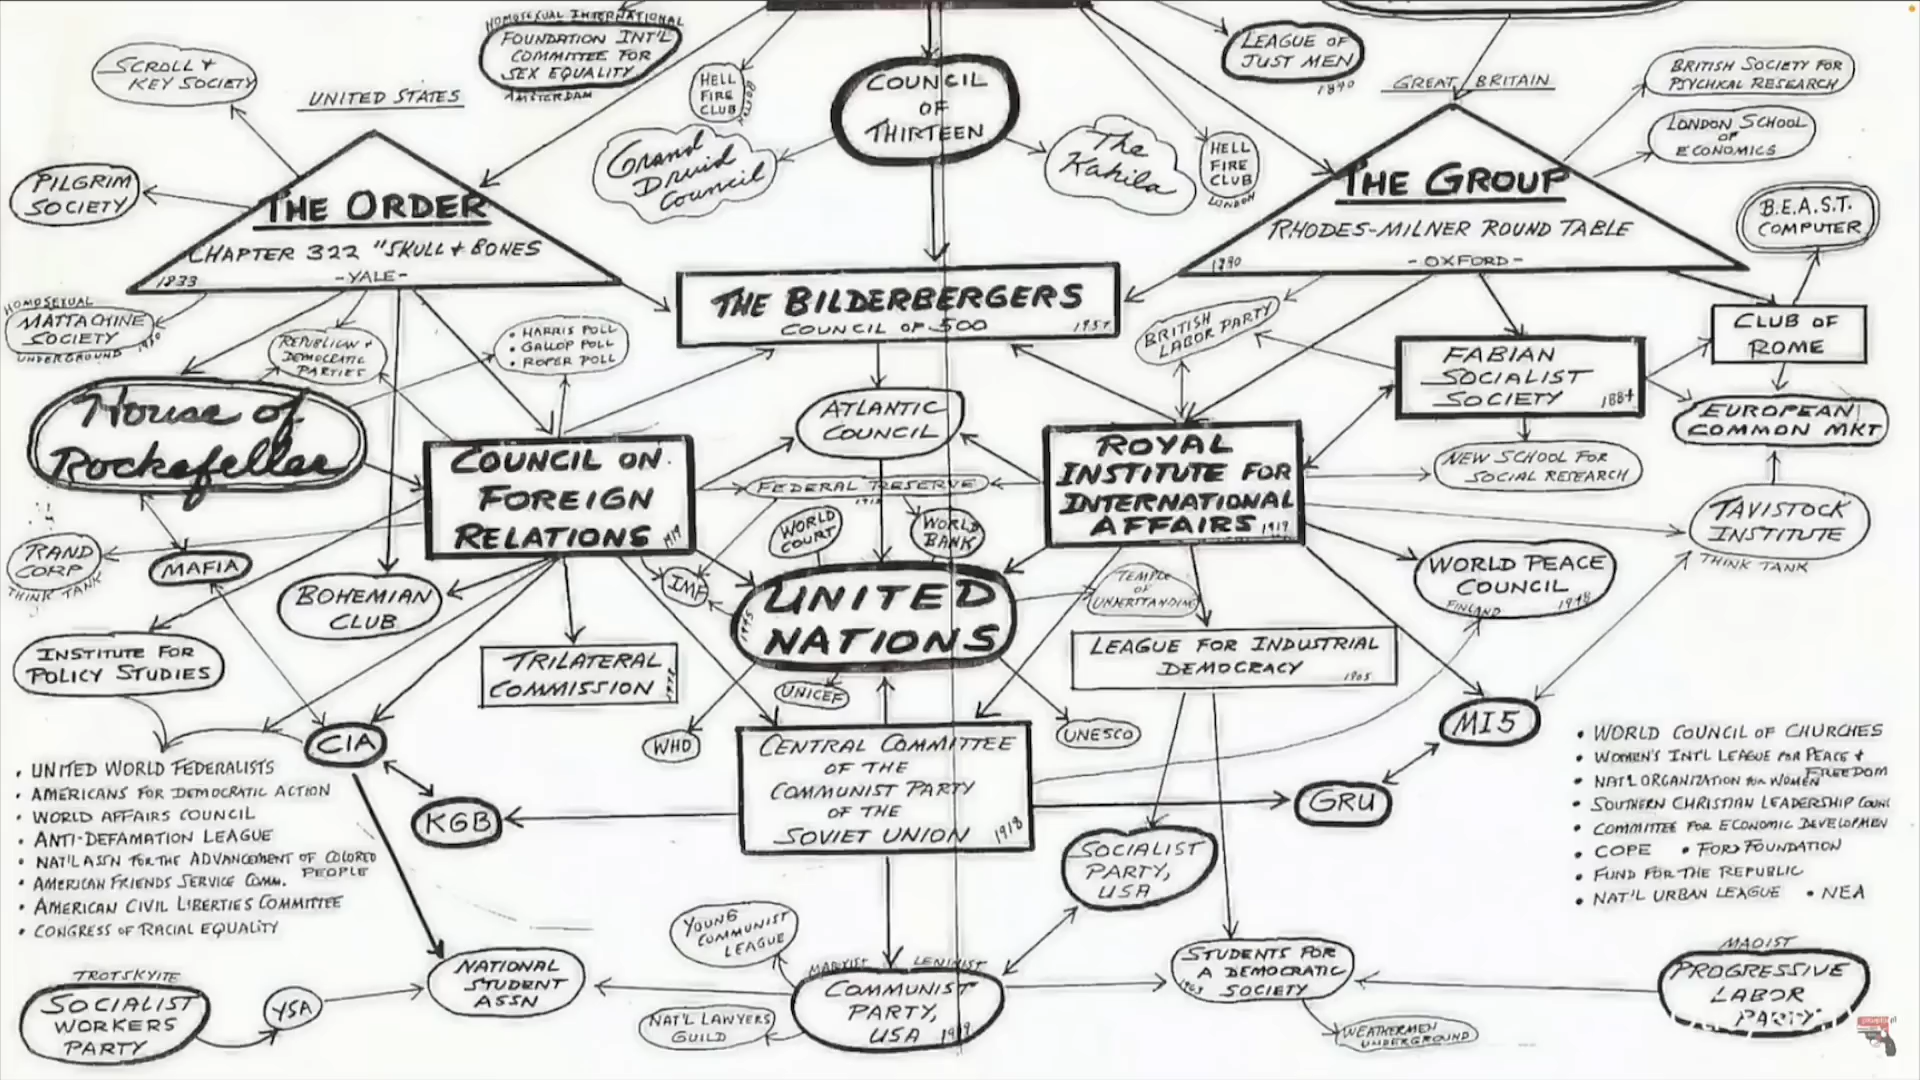 HOMOSEXUAL INTERNATIONAL
FOUNDATION INT'L
COMMITTEE FOR
SEX EQUALITY
AMSTERDAM
SCROLL &
KEY SOCIETY
UNITED STATES
HELL
FIRE
CLUB
BOSTON
COUNCIL
OF
THIRTEEN
LEAGUE OF
JUST MEN
1840
GREAT BRITAIN
BRITISH SOCIETY FOR
PSYCHICAL RESEARCH
LONDON SCHOOL
OF
ECONOMICS
PILGRIM
SOCIETY
THE ORDER
CHAPTER 322 "SKULL & BONES
-YALE-
1833
Grand
Druid
Council
The
Kahila
HELL
FIRE
CLUB
LONDON
THE GROUP
RHODES-MILNER ROUND TABLE
-OXFORD-
1890
B.E.A.S.T.
COMPUTER
HOMOSEXUAL
MATTACHINE
SOCIETY
UNDERGROUND
REPUBLICAN &
DEMOCRATIC
PARTIES
• HARRIS POLL
• GALLOP POLL
• ROPER POLL
THE BILDERBERGERS
COUNCIL OF 500
BRITISH
LABOR PARTY
FABIAN
SOCIALIST
SOCIETY
1884
CLUB OF
ROME
House of
Rockefeller
COUNCIL ON
FOREIGN
RELATIONS
1919
ATLANTIC
COUNCIL
FEDERAL RESERVE
WORLD
COURT
WORLD
BANK
ROYAL
INSTITUTE FOR
INTERNATIONAL
AFFAIRS
1919
EUROPEAN
COMMON MKT
NEW SCHOOL FOR
SOCIAL RESEARCH
TAVISTOCK
INSTITUTE
THINK TANK
RAND
CORP
THINK TANK
MAFIA
BOHEMIAN
CLUB
IMF
UNITED
NATIONS
1945
TEMPLE
OF
UNDERSTANDING
WORLD PEACE
COUNCIL
FINLAND 1948
INSTITUTE FOR
POLICY STUDIES
TRILATERAL
COMMISSION
UNICEF
LEAGUE FOR INDUSTRIAL
DEMOCRACY
1905
CIA
WHO
CENTRAL COMMITTEE
OF THE
COMMUNIST PARTY
OF THE
SOVIET UNION
1918
UNESCO
MI5
KGB
GRU
• UNITED WORLD FEDERALISTS
• AMERICANS FOR DEMOCRATIC ACTION
• WORLD AFFAIRS COUNCIL
• ANTI-DEFAMATION LEAGUE
• NAT'L ASSN FOR THE ADVANCEMENT OF COLORED
PEOPLE
• AMERICAN FRIENDS SERVICE COMM.
• AMERICAN CIVIL LIBERTIES COMMITTEE
• CONGRESS OF RACIAL EQUALITY
• WORLD COUNCIL OF CHURCHES
• WOMEN'S INT'L LEAGUE FOR PEACE &
FREEDOM
• NAT'L ORGANIZATION FOR WOMEN
• SOUTHERN CHRISTIAN LEADERSHIP COUNC
• COMMITTEE FOR ECONOMIC DEVELOPMEN
• COPE • FORD FOUNDATION
• FUND FOR THE REPUBLIC
• NAT'L URBAN LEAGUE • NEA
SOCIALIST
PARTY,
USA
YOUNG
COMMUNIST
LEAGUE
TROTSKYITE
SOCIALIST
WORKERS
PARTY
YSA
NATIONAL
STUDENT
ASSN
NAT'L LAWYERS
GUILD
MARXIST LENINIST
COMMUNIST
PARTY,
USA
1919
STUDENTS FOR
A DEMOCRATIC
SOCIETY
WEATHERMEN
UNDERGROUND
MAOIST
PROGRESSIVE
LABOR
PARTY